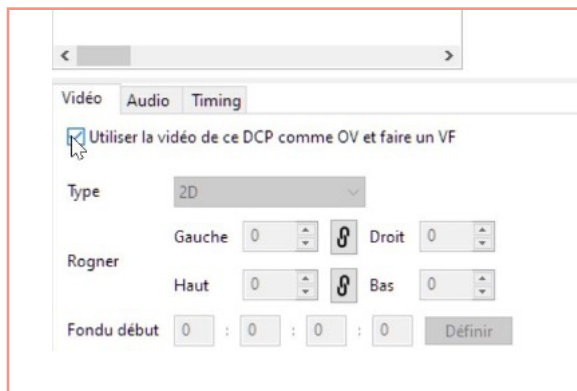 Vidéo Audio Timing
Utiliser la vidéo de ce DCP comme OV et faire un VF
Type 2D
Gauche 0 Droit 0
Rogner
Haut 0 Bas 0
Fondu début 0 : 0 : 0 : 0 Définir